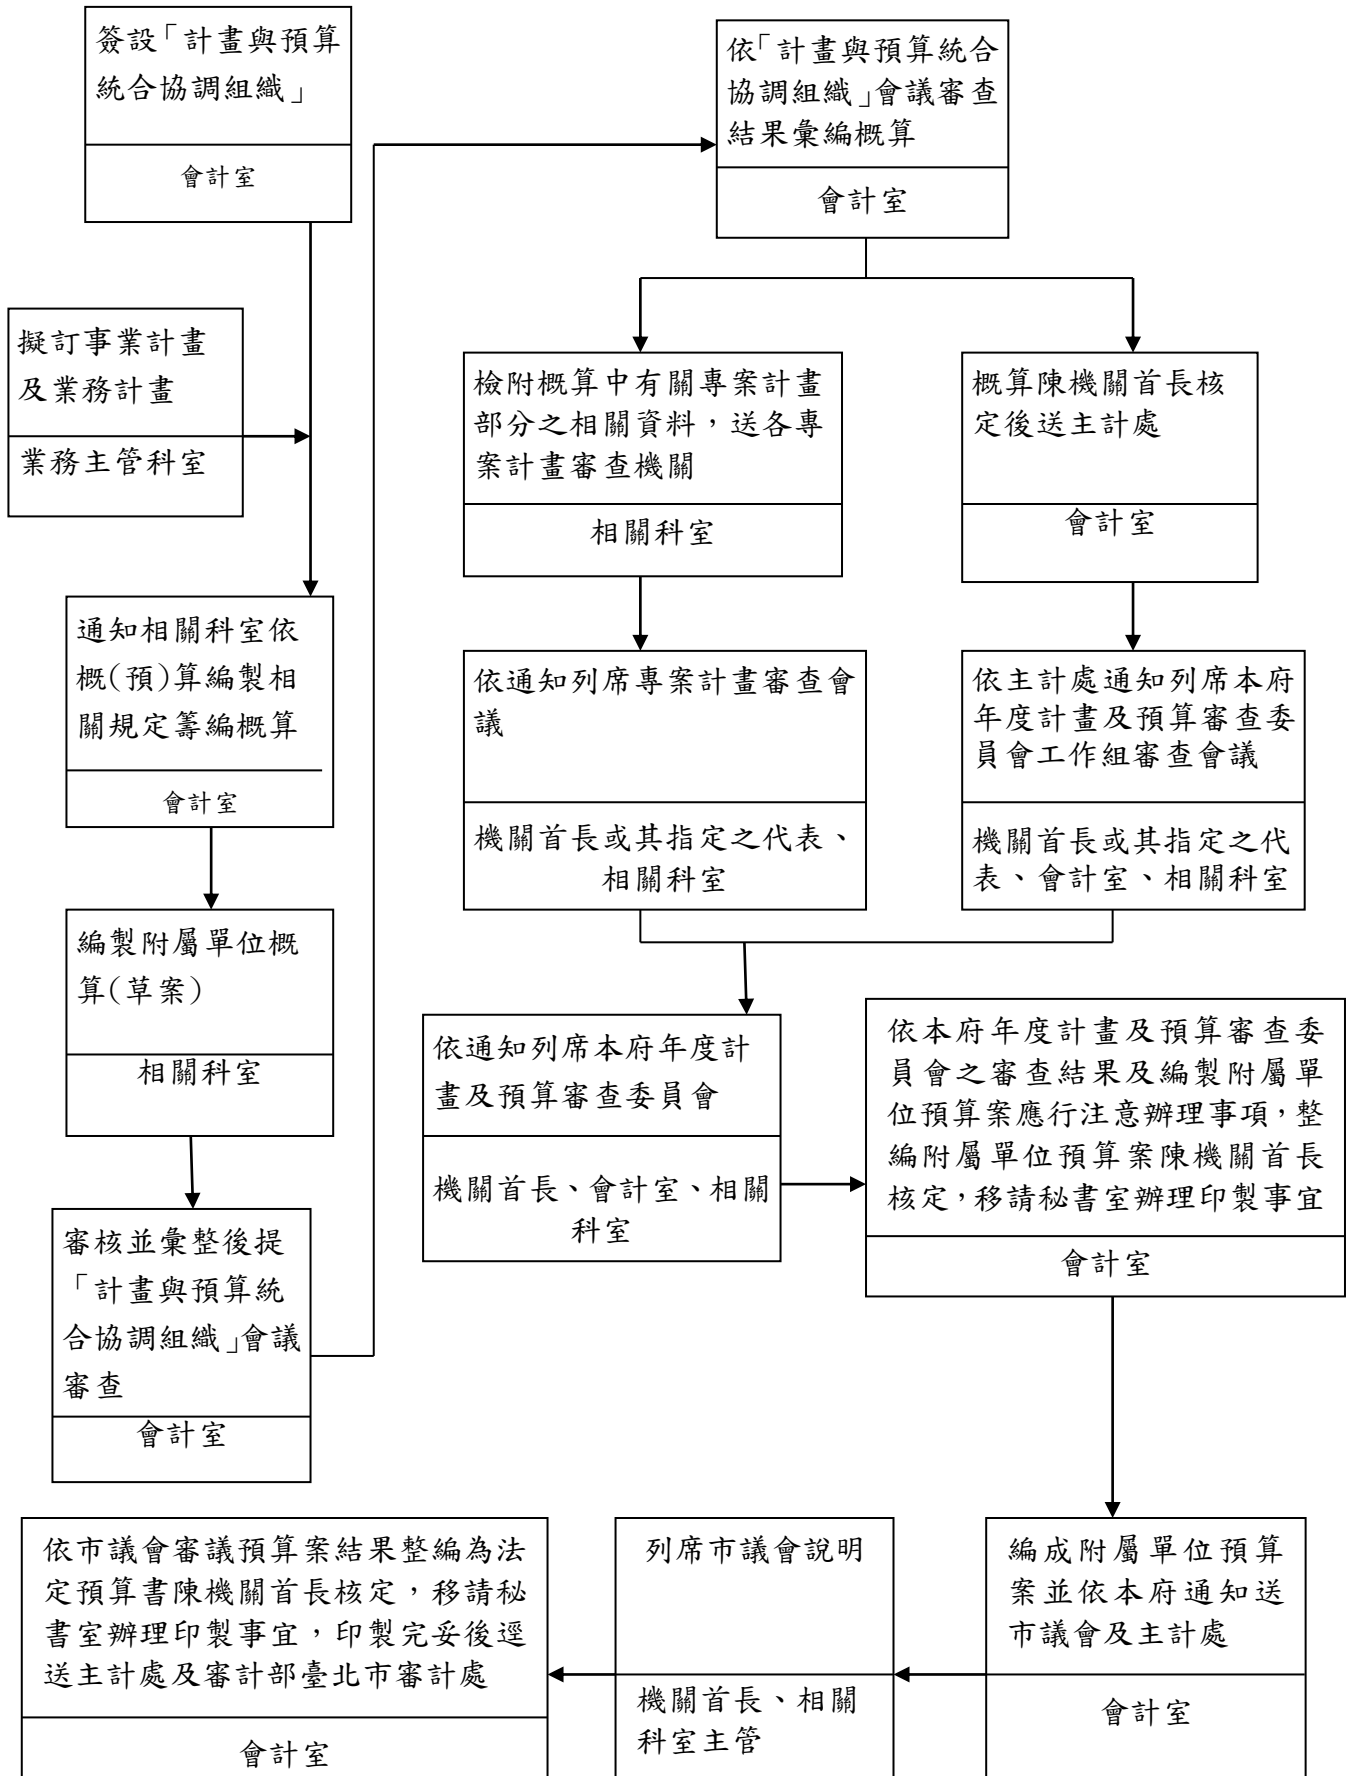 簽設「計畫與預算
統合協調組織」
會計室
擬訂事業計畫
及業務計畫
業務主管科室
通知相關科室依
概(預)算編製相
關規定籌編概算
會計室
編製附屬單位概
算(草案)
相關科室
審核並彙整後提
「計畫與預算統
合協調組織」會議
審查
會計室
依「計畫與預算統合
協調組織」會議審查
結果彙編概算
會計室
檢附概算中有關專案計畫
部分之相關資料，送各專
案計畫審查機關
相關科室
概算陳機關首長核
定後送主計處
會計室
依通知列席專案計畫審查會
議
機關首長或其指定之代表、
相關科室
依主計處通知列席本府
年度計畫及預算審查委
員會工作組審查會議
機關首長或其指定之代
表、會計室、相關科室
依通知列席本府年度計
畫及預算審查委員會
機關首長、會計室、相關
科室
依本府年度計畫及預算審查委
員會之審查結果及編製附屬單
位預算案應行注意辦理事項，整
編附屬單位預算案陳機關首長
核定，移請秘書室辦理印製事宜
會計室
編成附屬單位預算
案並依本府通知送
市議會及主計處
會計室
列席市議會說明
機關首長、相關
科室主管
依市議會審議預算案結果整編為法
定預算書陳機關首長核定，移請秘
書室辦理印製事宜，印製完妥後逕
送主計處及審計部臺北市審計處
會計室